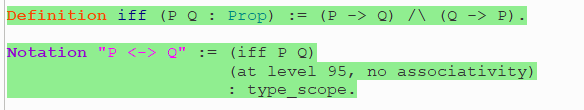 Definition iff (P Q : Prop) := (P -> Q) /\ (Q -> P).
Notation "P <-> Q" := (iff P Q)
(at level 95, no associativity)
: type_scope.